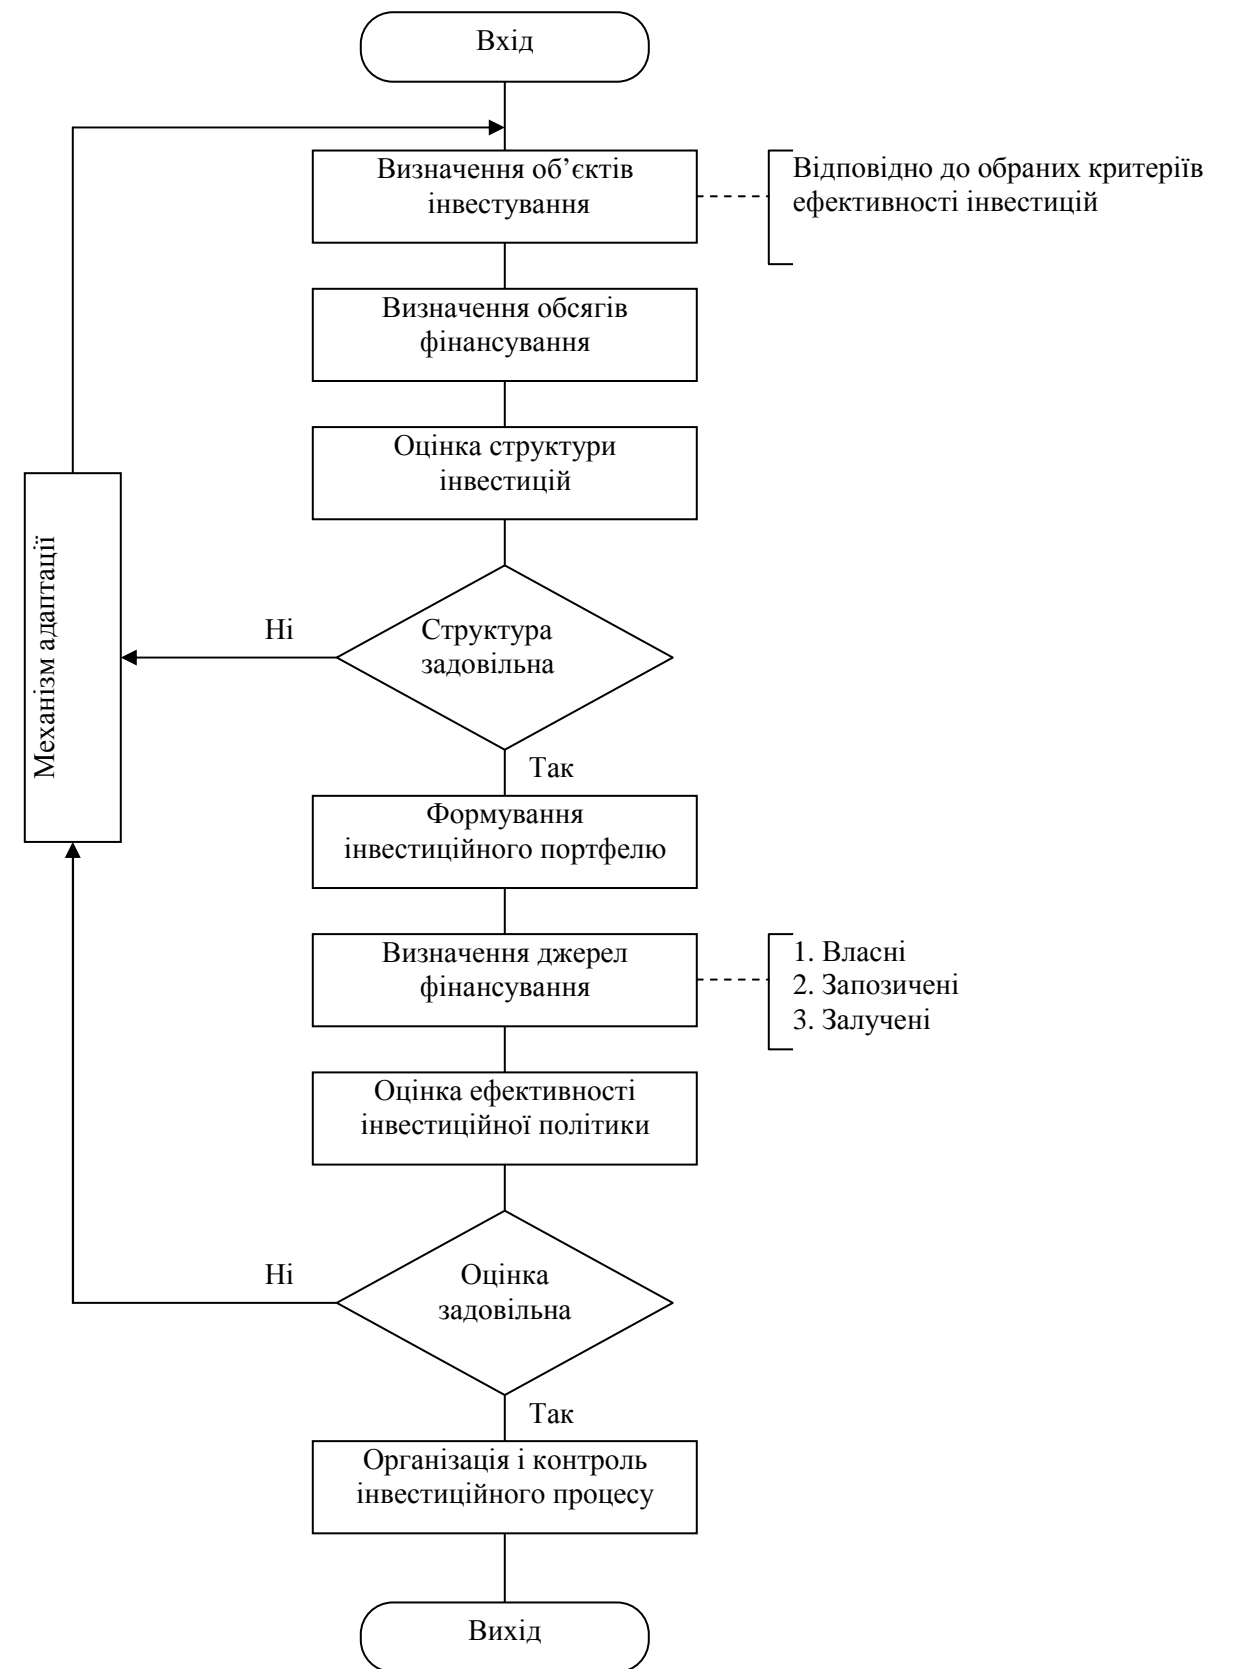 Вхід
Визначення об’єктів
інвестування
Відповідно до обраних критеріїв
ефективності інвестицій
Визначення обсягів
фінансування
Оцінка структури
інвестицій
Механізм адаптації
Ні
Структура
задовільна
Так
Формування
інвестиційного портфелю
Визначення джерел
фінансування
1. Власні
2. Запозичені
3. Залучені
Оцінка ефективності
інвестиційної політики
Ні
Оцінка
задовільна
Так
Організація і контроль
інвестиційного процесу
Вихід